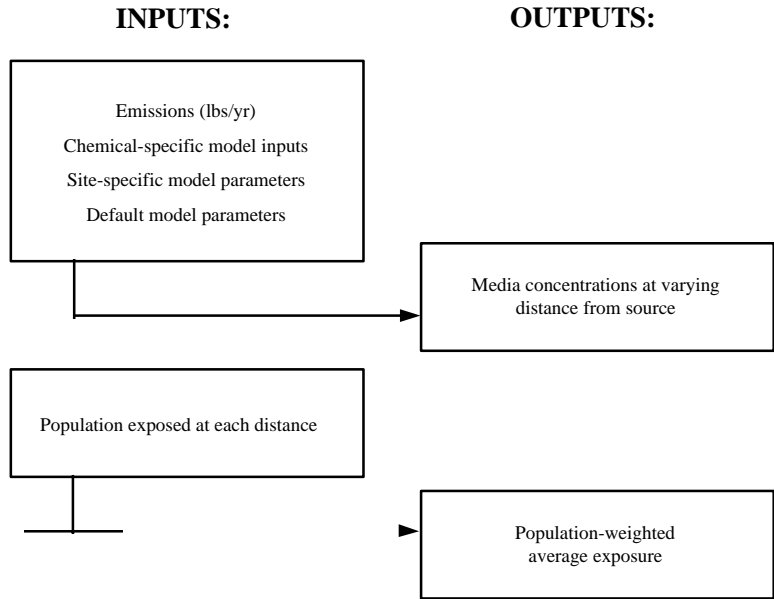 INPUTS:
OUTPUTS:
Emissions (lbs/yr)
Chemical-specific model inputs
Site-specific model parameters
Default model parameters
Media concentrations at varying
distance from source
Population exposed at each distance
Population-weighted
average exposure